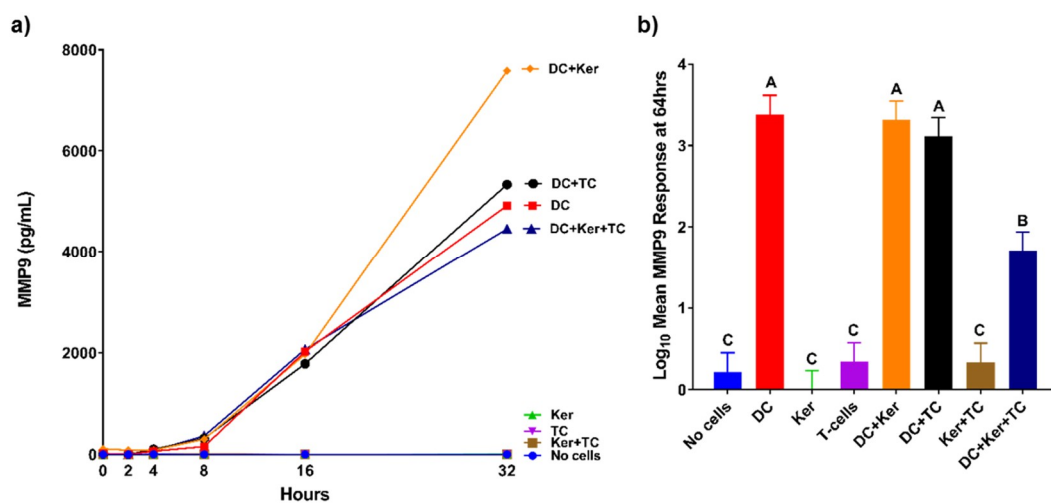 a)
MMP9 (pg/mL)
8000
6000
4000
2000
0
0 2 4 8 16 32
Hours
DC+Ker
DC+TC
DC
DC+Ker+TC
Ker
TC
Ker+TC
No cells
b)
Log10 Mean MMP9 Response at 64hrs
4
3
2
1
0
C A C C A A C B
No cells DC Ker T-cells DC+Ker DC+TC Ker+TC DC+Ker+TC